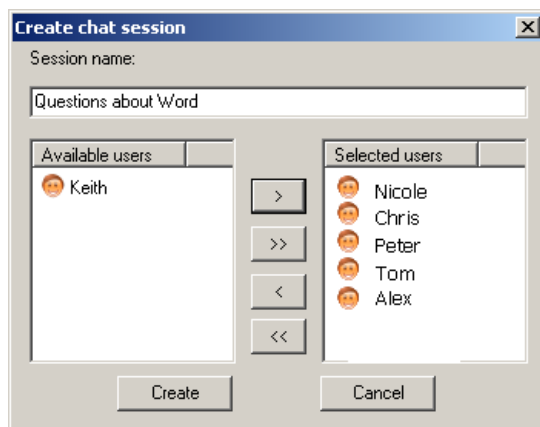 Create chat session
Session name:
Questions about Word
Available users
Keith
>
>>
<
<<
Selected users
Nicole
Chris
Peter
Tom
Alex
Create
Cancel